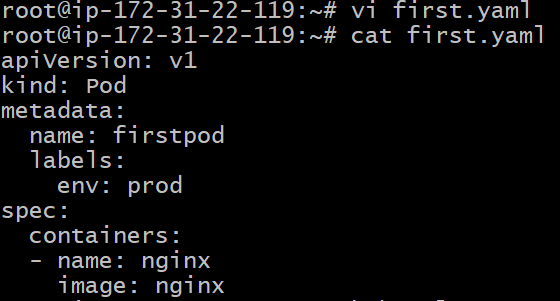 root@ip-172-31-22-119:~# vi first.yaml
root@ip-172-31-22-119:~# cat first.yaml
apiVersion: v1
kind: Pod
metadata:
  name: firstpod
  labels:
    env: prod
spec:
  containers:
  - name: nginx
    image: nginx